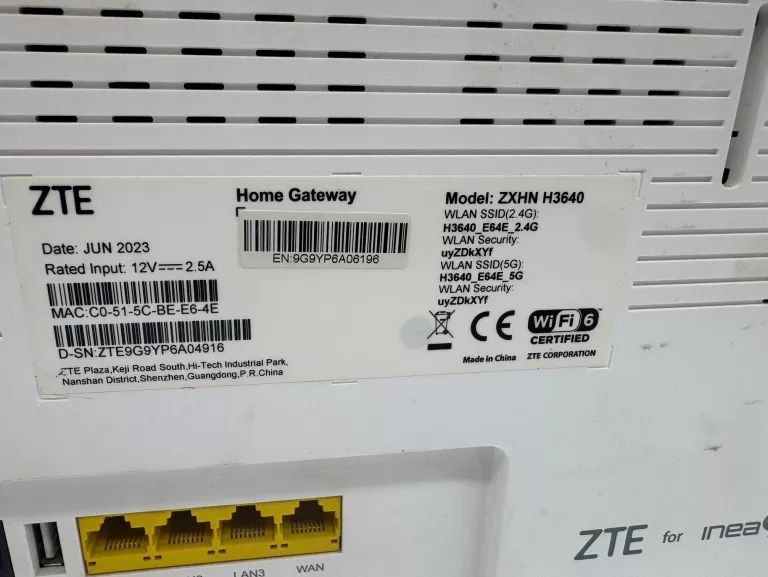 ZTE
Home Gateway
Model: ZXHN H3640
WLAN SSID(2.4G):
H3640_E64E_2.4G
WLAN Security:
uyZDkXYf
WLAN SSID(5G):
H3640_E64E_5G
WLAN Security:
uyZDkXYf
EN:9G9YP6A06196
Date: JUN 2023
Rated Input: 12V⎓2.5A
MAC:C0-51-5C-BE-E6-4E
D-SN:ZTE9G9YP6A04916
ZTE Plaza,Keji Road South,Hi-Tech Industrial Park,
Nanshan District,Shenzhen,Guangdong,P.R.China
CE
Wi Fi 6
CERTIFIED
Made in China
ZTE CORPORATION
LAN3
WAN
ZTE for inea